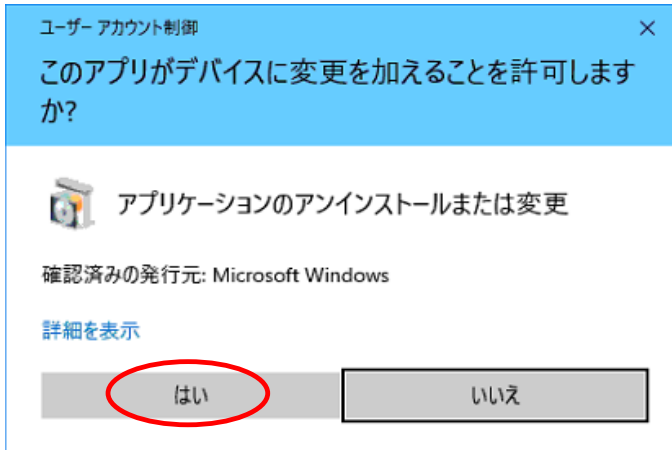 ユーザー アカウント制御
このアプリがデバイスに変更を加えることを許可します
か?
アプリケーションのアンインストールまたは変更
確認済みの発行元: Microsoft Windows
詳細を表示
はい
いいえ